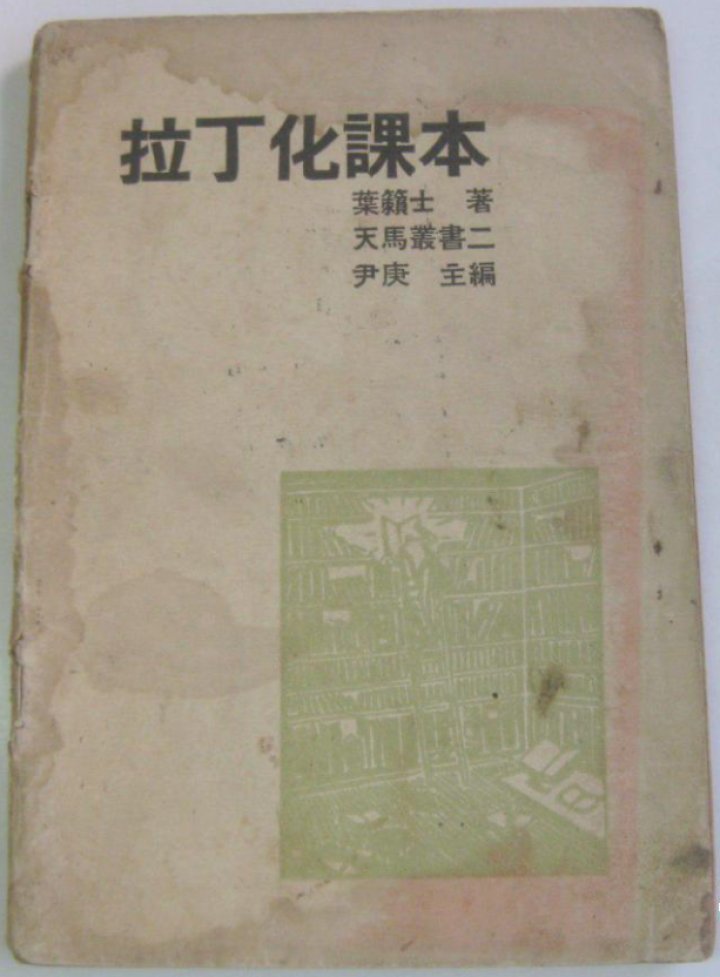 拉丁化課本
葉籟士 著
天馬叢書二
尹庚 主編